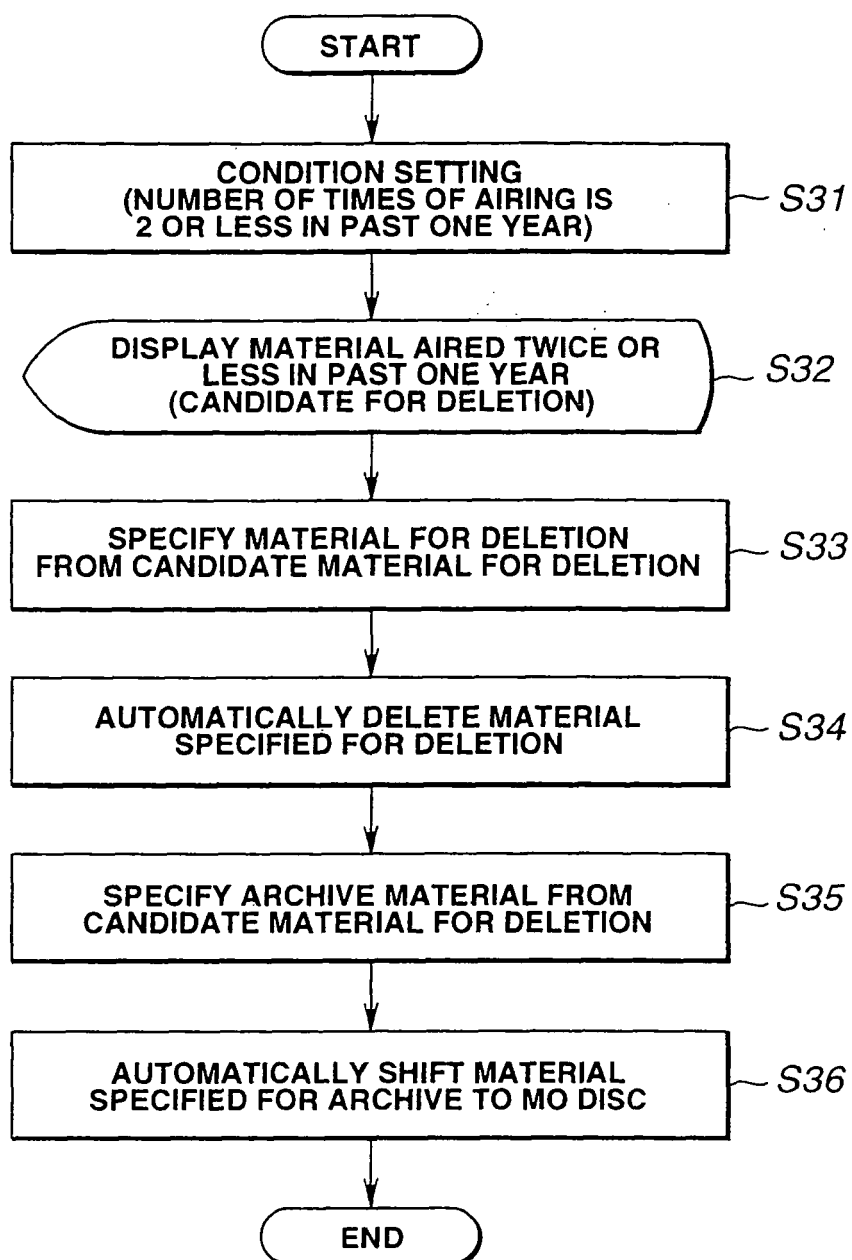 START
CONDITION SETTING
(NUMBER OF TIMES OF AIRING IS
2 OR LESS IN PAST ONE YEAR)
S31
DISPLAY MATERIAL AIRED TWICE OR
LESS IN PAST ONE YEAR
(CANDIDATE FOR DELETION)
S32
SPECIFY MATERIAL FOR DELETION
FROM CANDIDATE MATERIAL FOR DELETION
S33
AUTOMATICALLY DELETE MATERIAL
SPECIFIED FOR DELETION
S34
SPECIFY ARCHIVE MATERIAL FROM
CANDIDATE MATERIAL FOR DELETION
S35
AUTOMATICALLY SHIFT MATERIAL
SPECIFIED FOR ARCHIVE TO MO DISC
S36
END